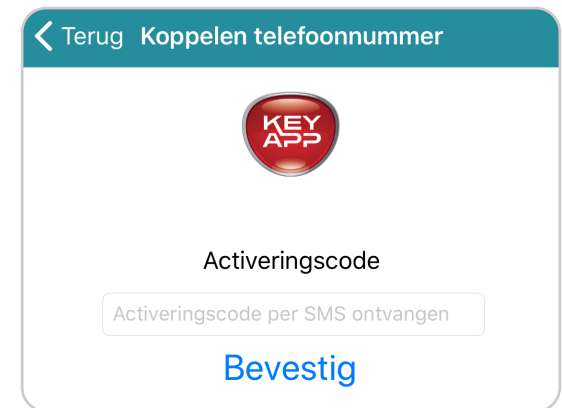 Terug Koppelen telefoonnummer
KEY
APP
Activeringscode
Activeringscode per SMS ontvangen
Bevestig